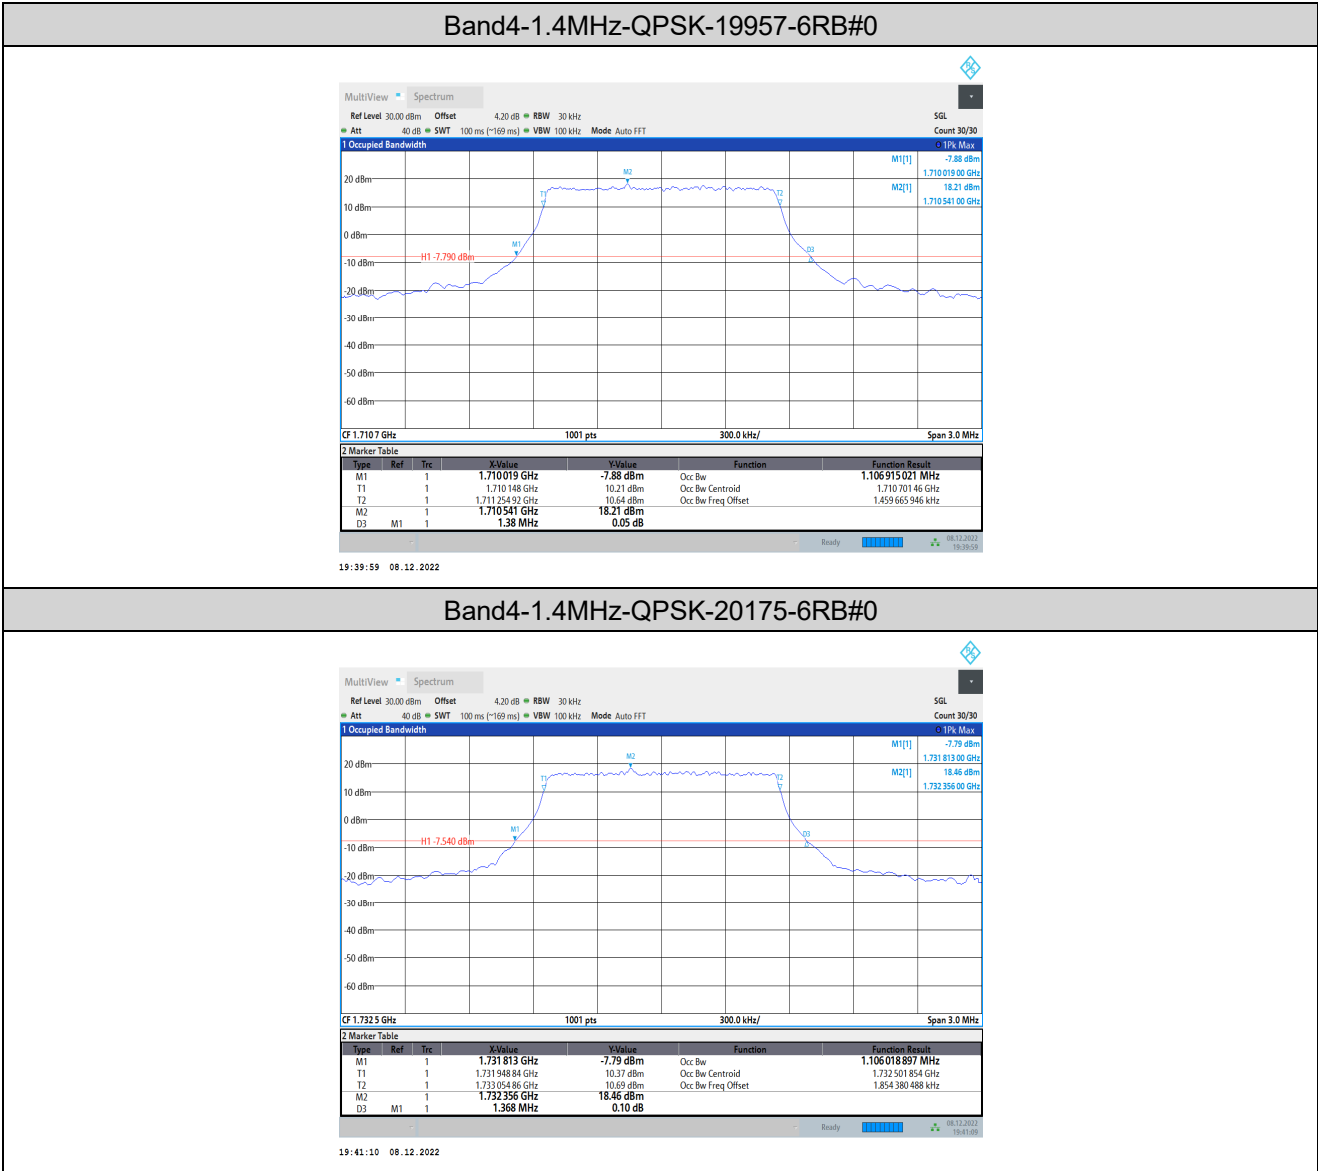 Band4-1.4MHz-QPSK-19957-6RB#0
MultiView Spectrum
Ref Level 30.00 dBm Offset 4.20 dB RBW 30 kHz SGL
Att 40 dB SWT 100 ms (~169 ms) VBW 100 kHz Mode Auto FFT Count 30/30
1 Occupied Bandwidth 1Pk Max
M1[1] -7.88 dBm
1.710 019 00 GHz
M2[1] 18.21 dBm
1.710 541 00 GHz
M2
20 dBm
T1 T2
10 dBm
0 dBm
M1 D3
H1 -7.790 dBm
-10 dBm
-20 dBm
-30 dBm
-40 dBm
-50 dBm
-60 dBm
CF 1.710 7 GHz 1001 pts 300.0 kHz/ Span 3.0 MHz
2 Marker Table
Type Ref Trc X-Value Y-Value Function Function Result
M1 1 1.710 019 GHz -7.88 dBm Occ Bw 1.106 915 021 MHz
T1 1 1.710 148 GHz 10.21 dBm Occ Bw Centroid 1.710 701 46 GHz
T2 1 1.711 254 92 GHz 10.64 dBm Occ Bw Freq Offset 1.459 665 946 kHz
M2 1 1.710 541 GHz 18.21 dBm
D3 M1 1 1.38 MHz 0.05 dB
Ready 08.12.2022
19:39:59
19:39:59 08.12.2022
Band4-1.4MHz-QPSK-20175-6RB#0
MultiView Spectrum
Ref Level 30.00 dBm Offset 4.20 dB RBW 30 kHz SGL
Att 40 dB SWT 100 ms (~169 ms) VBW 100 kHz Mode Auto FFT Count 30/30
1 Occupied Bandwidth 1Pk Max
M1[1] -7.79 dBm
1.731 813 00 GHz
M2[1] 18.46 dBm
1.732 356 00 GHz
M2
20 dBm
T1 T2
10 dBm
0 dBm
M1 D3
H1 -7.540 dBm
-10 dBm
-20 dBm
-30 dBm
-40 dBm
-50 dBm
-60 dBm
CF 1.732 5 GHz 1001 pts 300.0 kHz/ Span 3.0 MHz
2 Marker Table
Type Ref Trc X-Value Y-Value Function Function Result
M1 1 1.731 813 GHz -7.79 dBm Occ Bw 1.106 018 897 MHz
T1 1 1.731 948 84 GHz 10.37 dBm Occ Bw Centroid 1.732 501 854 GHz
T2 1 1.733 054 86 GHz 10.69 dBm Occ Bw Freq Offset 1.854 380 488 kHz
M2 1 1.732 356 GHz 18.46 dBm
D3 M1 1 1.368 MHz 0.10 dB
Ready 08.12.2022
19:41:09
19:41:10 08.12.2022